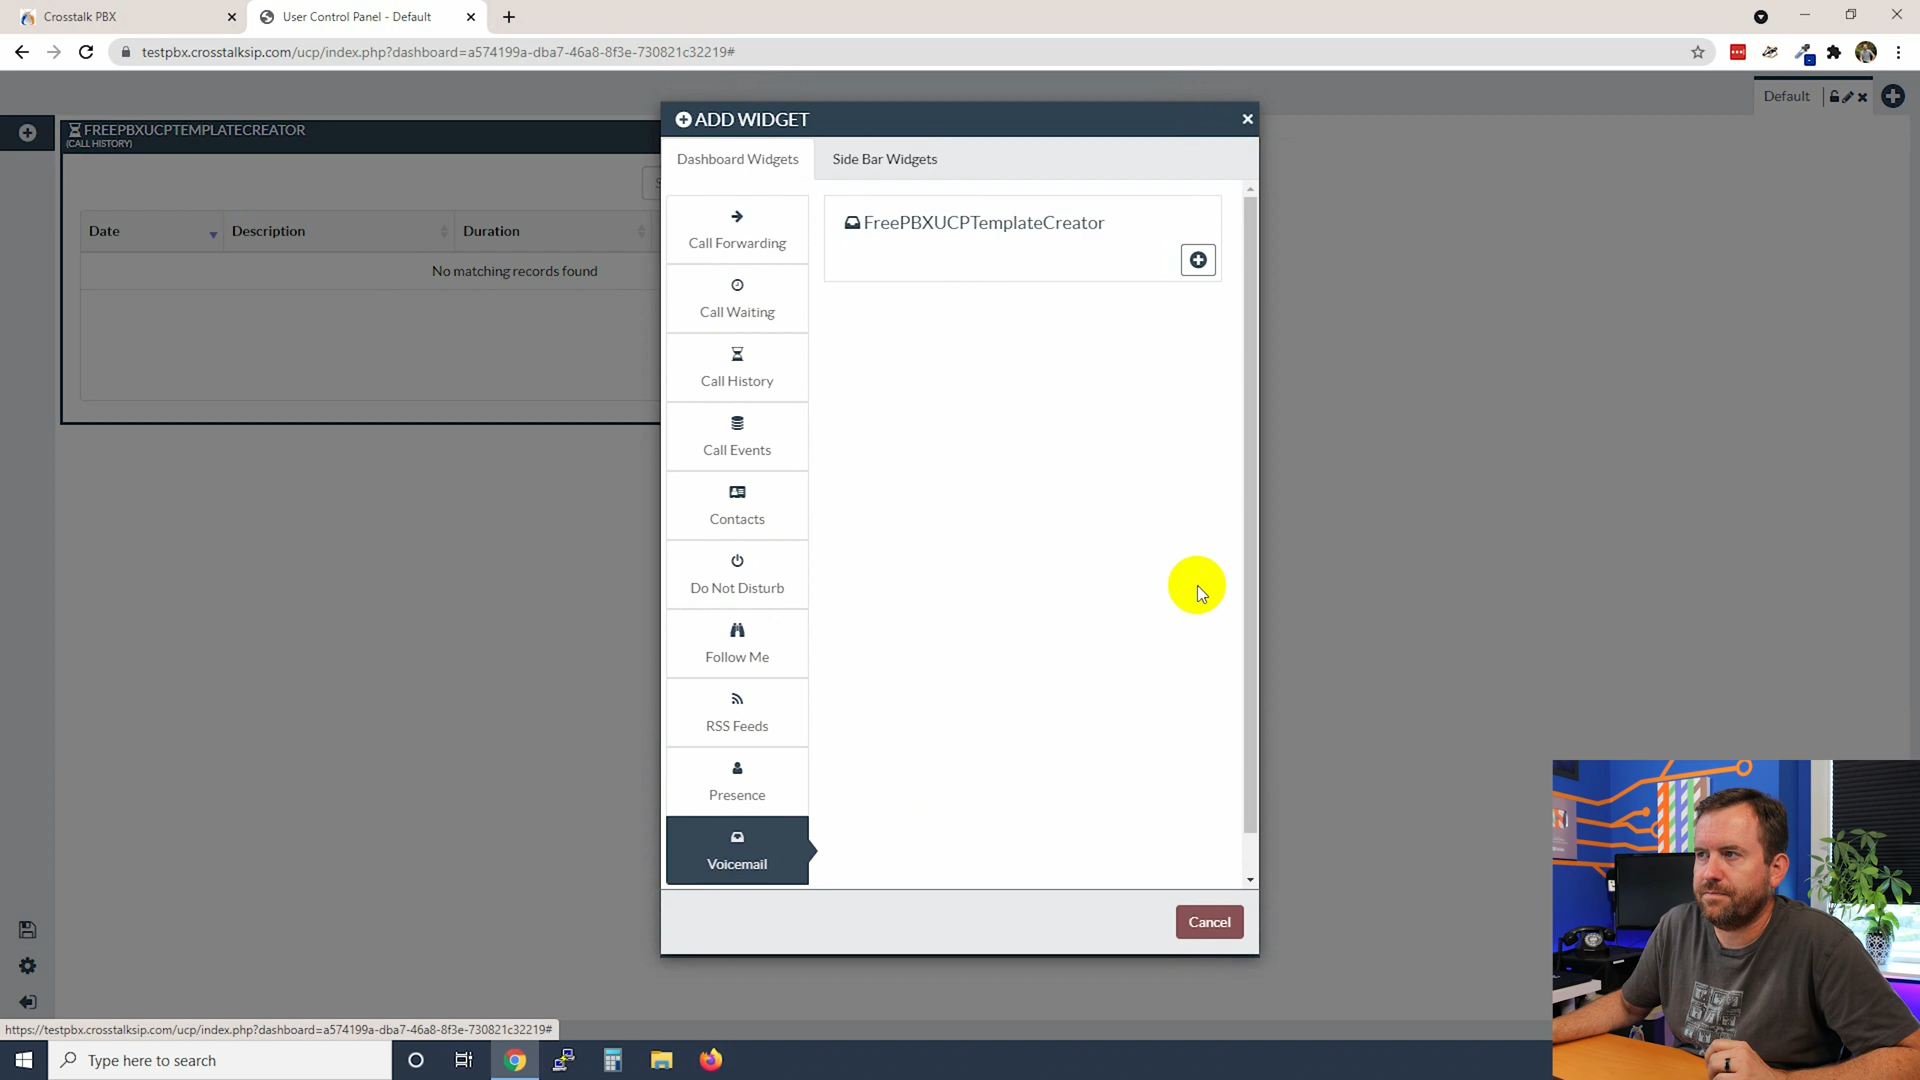 Crosstalk PBX
User Control Panel - Default
testpbx.crosstalksip.com/ucp/index.php?dashboard=a574199a-dba7-46a8-8f3e-730821c32219#
Default
FREEPBXUCPTEMPLATECREATOR
(CALL HISTORY)
Date
Description
Duration
No matching records found
ADD WIDGET
Dashboard Widgets
Side Bar Widgets
Call Forwarding
Call Waiting
Call History
Call Events
Contacts
Do Not Disturb
Follow Me
RSS Feeds
Presence
Voicemail
FreePBXUCPTemplateCreator
Cancel
https://testpbx.crosstalksip.com/ucp/index.php?dashboard=a574199a-dba7-46a8-8f3e-730821c32219#
Type here to search